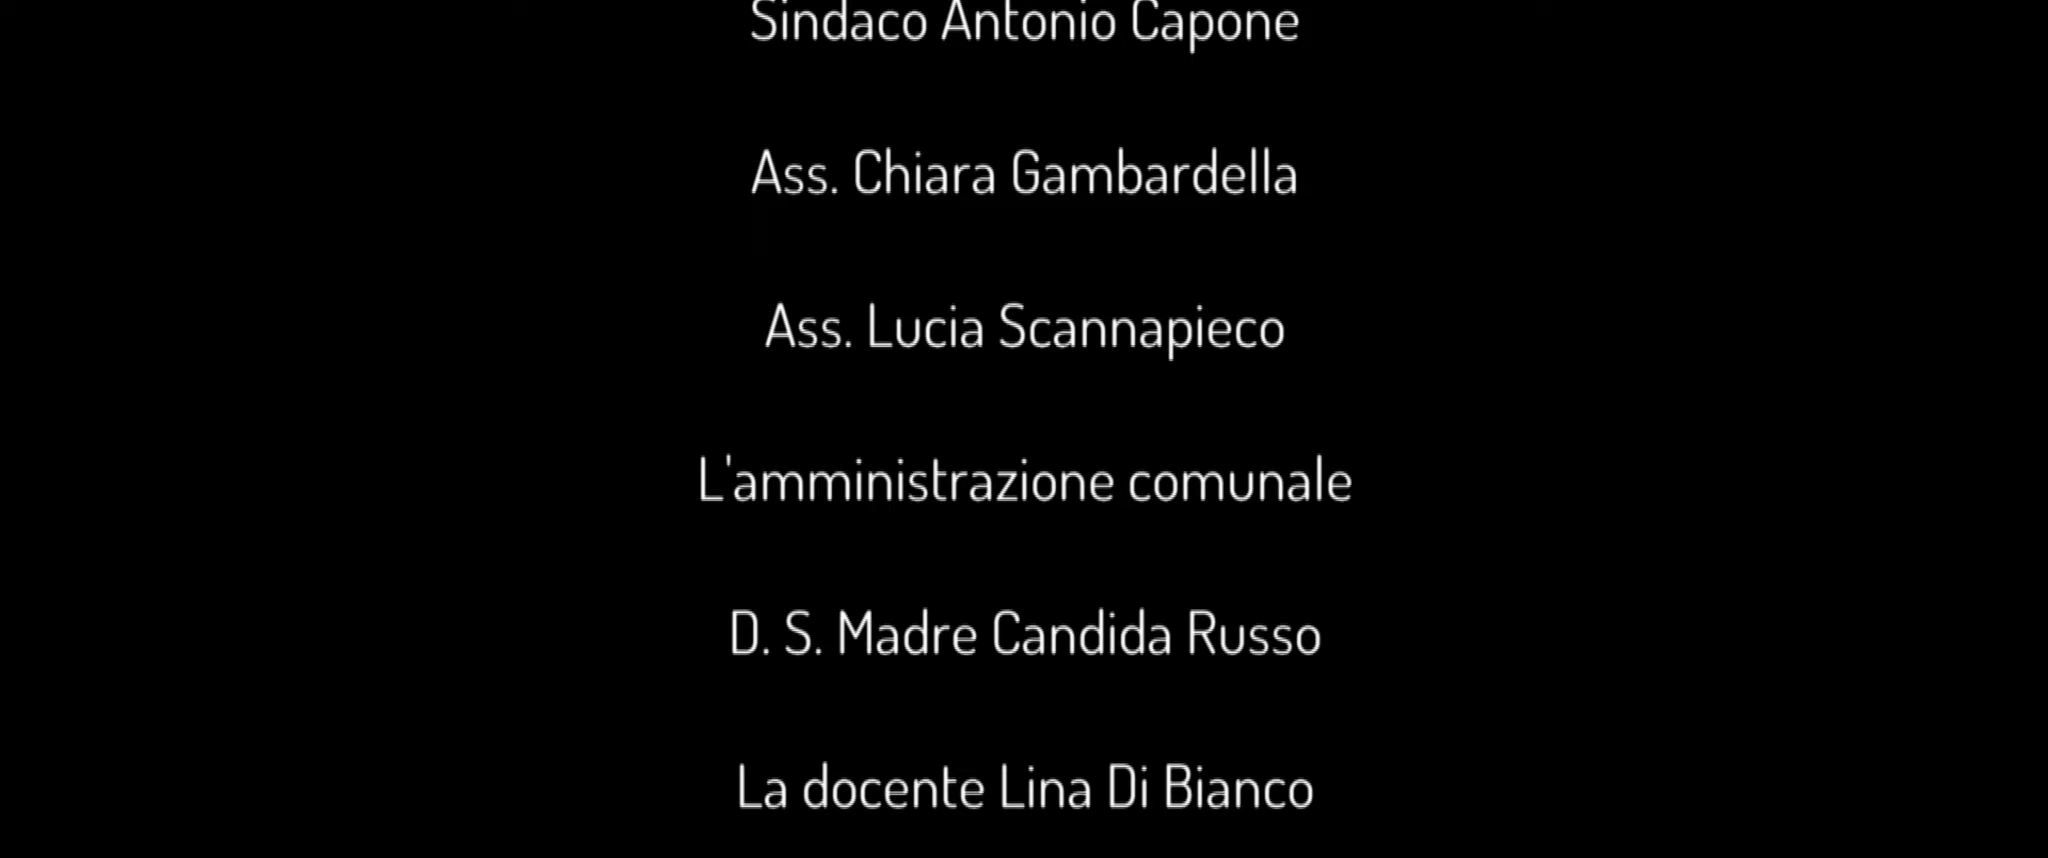 Sindaco Antonio Capone
Ass. Chiara Gambardella
Ass. Lucia Scannapieco
L'amministrazione comunale
D. S. Madre Candida Russo
La docente Lina Di Bianco